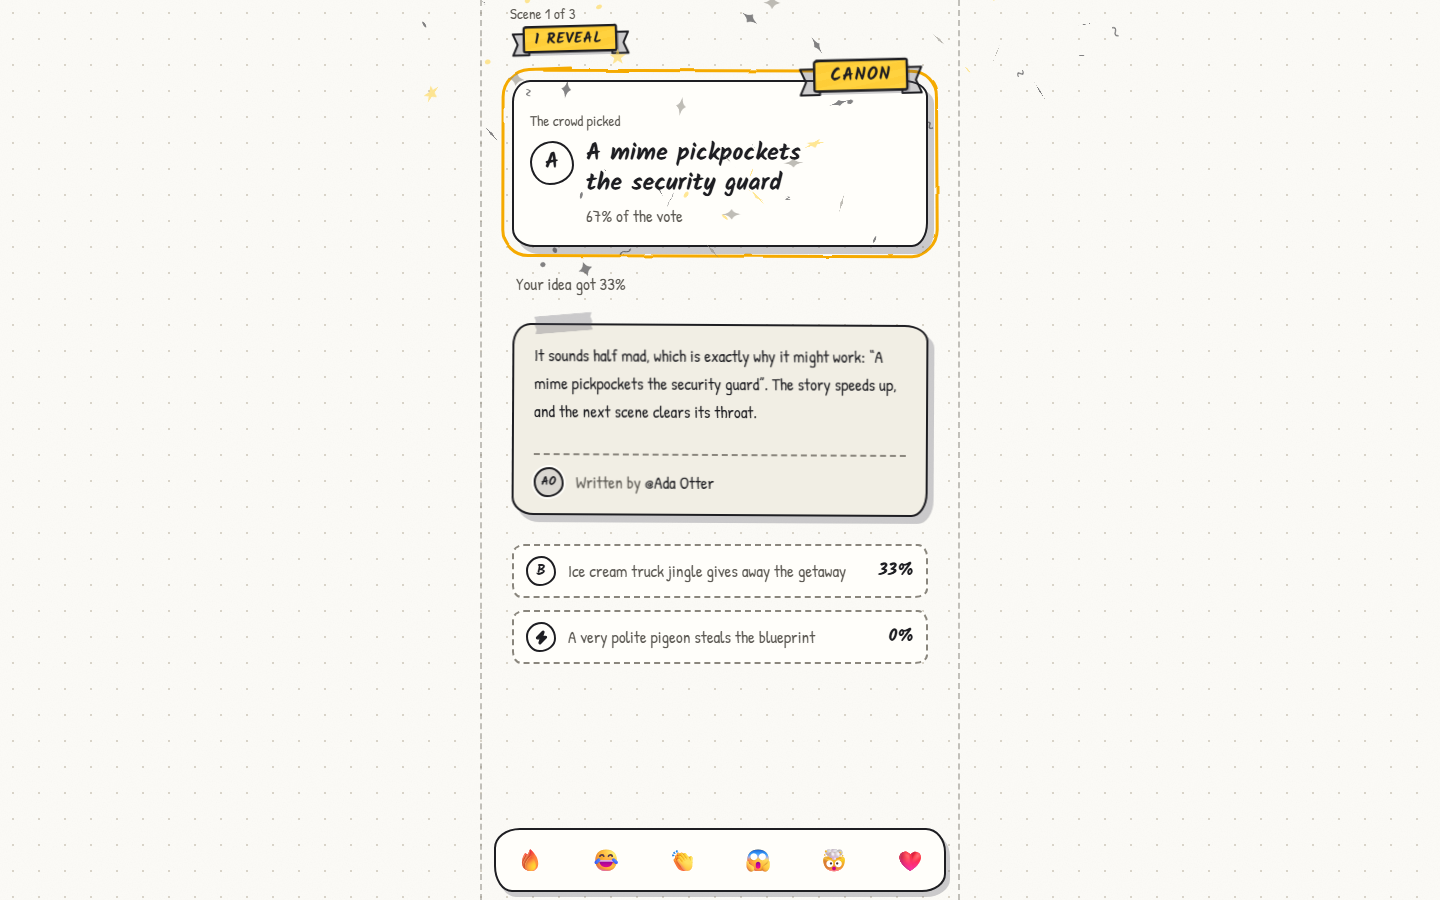 Scene 1 of 3
1 REVEAL
CANON
The crowd picked
A
A mime pickpockets
the security guard
67% of the vote
Your idea got 33%
It sounds half mad, which is exactly why it might work: “A
mime pickpockets the security guard”. The story speeds up,
and the next scene clears its throat.
AO Written by @Ada Otter
B Ice cream truck jingle gives away the getaway 33%
A very polite pigeon steals the blueprint 0%